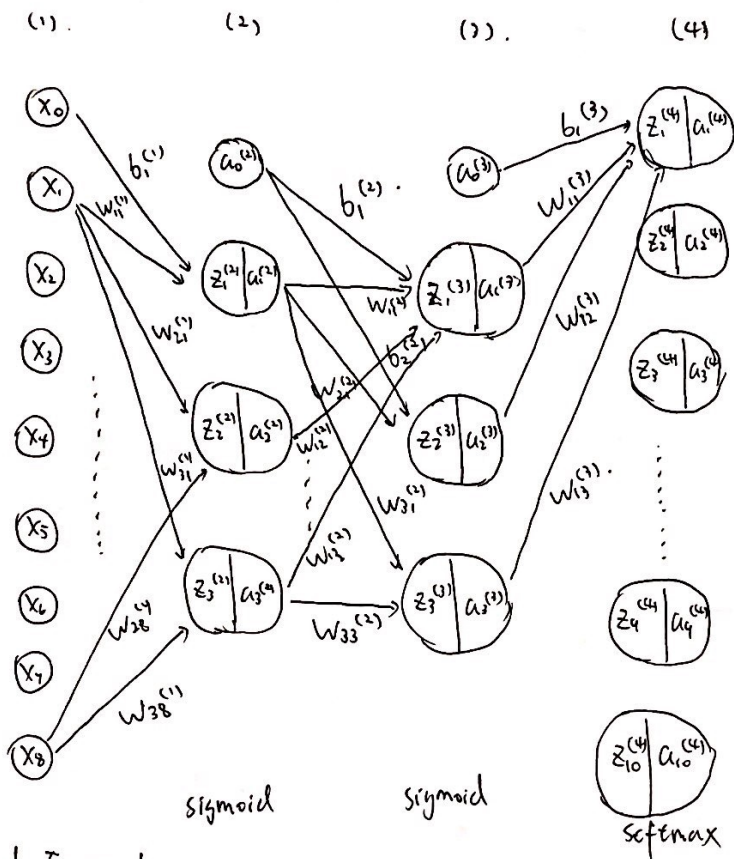 (1). (2) (3). (4)
x₀
b₁⁽¹⁾
a₀⁽²⁾
a₀⁽³⁾
b₁⁽³⁾
z₁⁽⁴⁾ a₁⁽⁴⁾
x₁
w₁₁⁽¹⁾
b₁⁽²⁾.
w₁₁⁽³⁾
z₂⁽⁴⁾ a₂⁽⁴⁾
x₂
z₁⁽²⁾ a₁⁽²⁾
z₁⁽³⁾ a₁⁽³⁾
w₂₁⁽¹⁾
b₂⁽²⁾
w₁₂⁽³⁾
x₃
w₂₁⁽²⁾
z₃⁽⁴⁾ a₃⁽⁴
x₄
z₂⁽²⁾ a₂⁽²⁾
w₁₂⁽²⁾
z₂⁽³⁾ a₂⁽³⁾
w₃₁⁽¹⁾
w₃₁⁽²⁾
w₁₃⁽³⁾.
x₅
w₁₃⁽²⁾
x₆
z₃⁽²⁾ a₃⁽²⁾
z₃⁽³⁾ a₃⁽³⁾
w₂₈⁽¹⁾
w₃₃⁽²⁾
z₉⁽⁴⁾ a₉⁽⁴⁾
x₇
w₃₈⁽¹⁾
x₈
z₁₀⁽⁴⁾ a₁₀⁽⁴⁾
sigmoid sigmoid
softmax